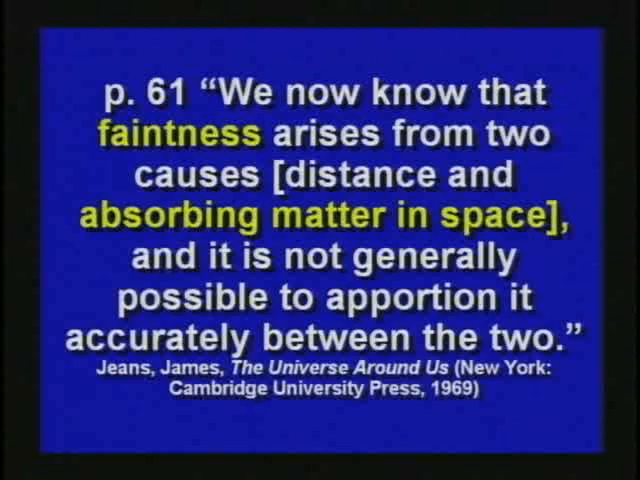 p. 61 “We now know that
faintness arises from two
causes [distance and
absorbing matter in space],
and it is not generally
possible to apportion it
accurately between the two.”
Jeans, James, The Universe Around Us (New York:
Cambridge University Press, 1969)